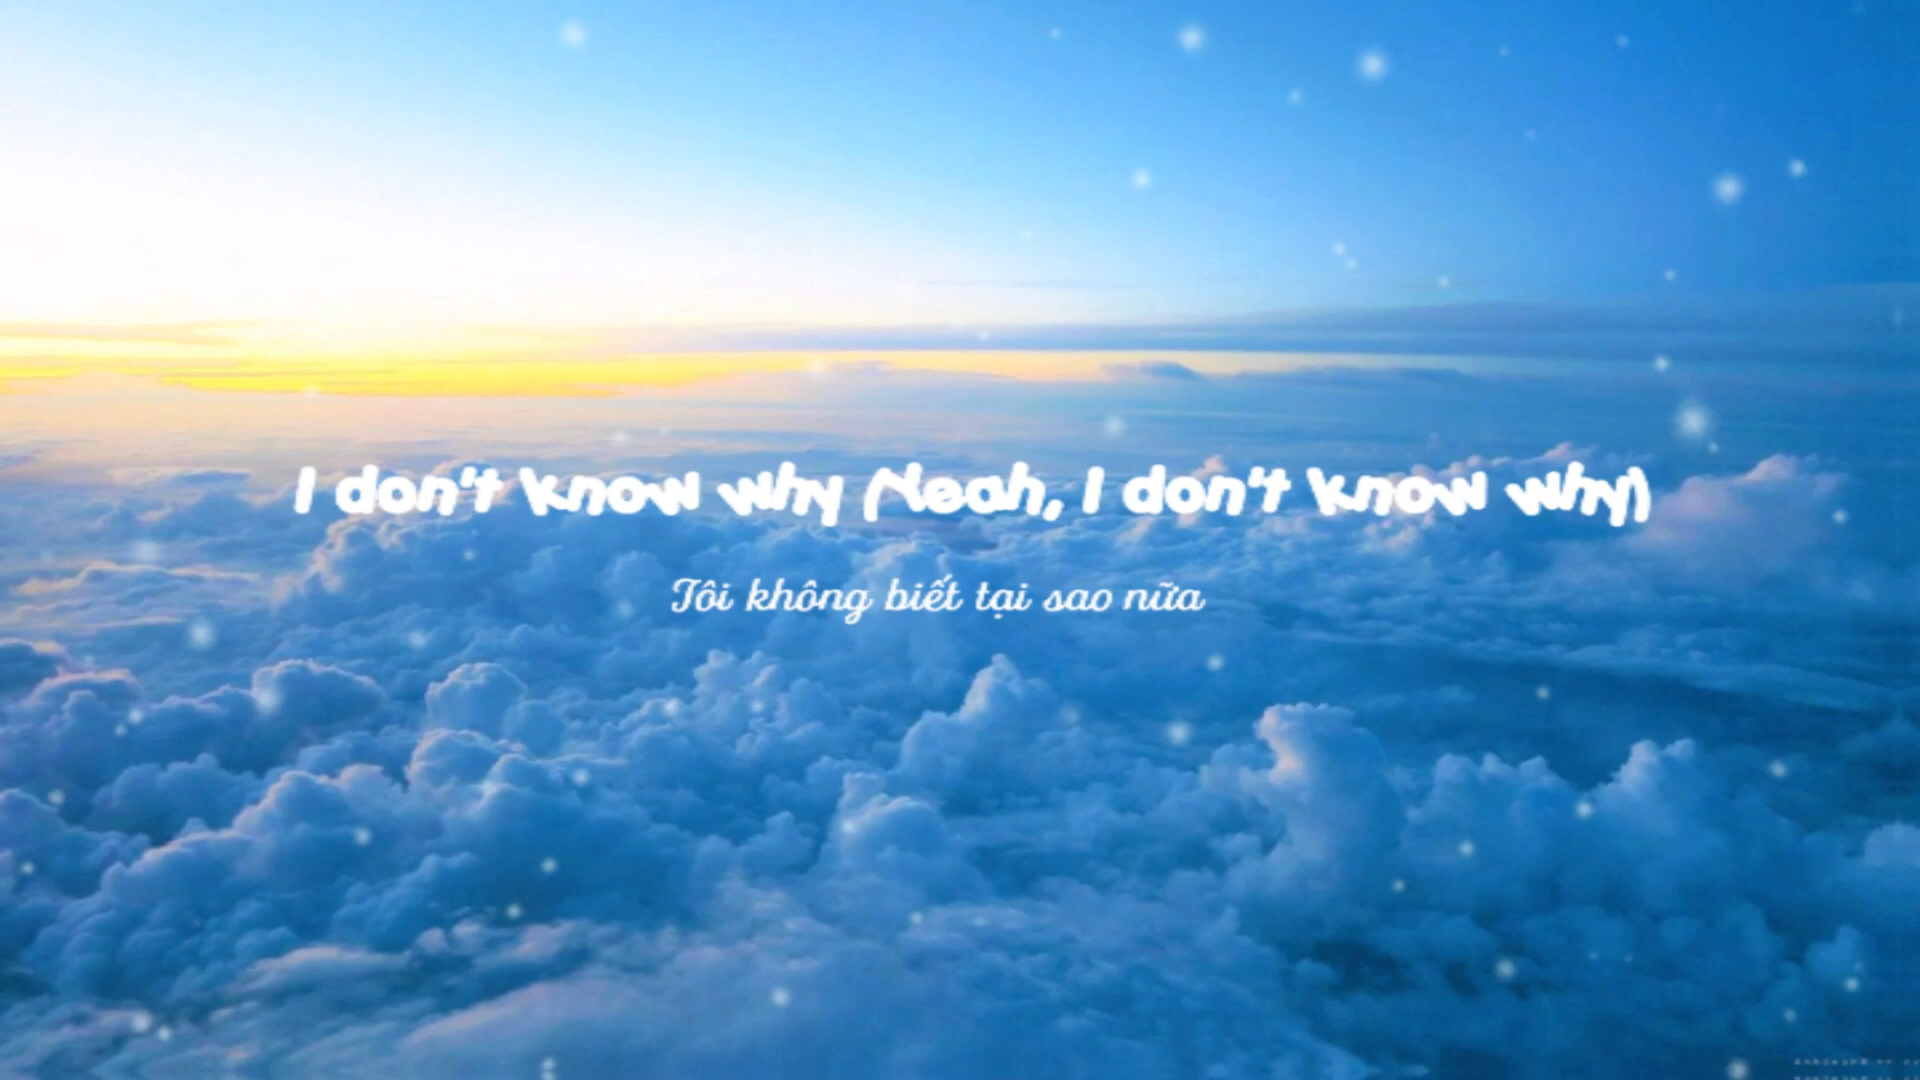 I don't know why (Yeah, I don't know why)
Tôi không biết tại sao nữa